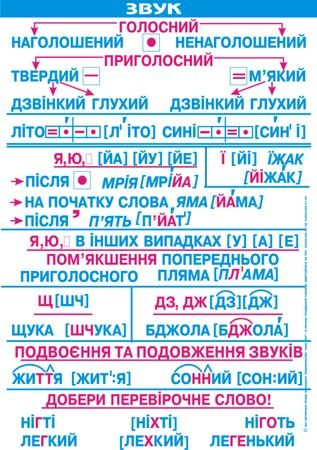 ЗВУК
ГОЛОСНИЙ
НАГОЛОШЕНИЙ • НЕНАГОЛОШЕНИЙ
ПРИГОЛОСНИЙ
ТВЕРДИЙ – = М’ЯКИЙ
ДЗВІНКИЙ ГЛУХИЙ ДЗВІНКИЙ ГЛУХИЙ
ЛІТО =•–• [Л'ІТО] СИНІ –•=• [СИН'І]
Я,Ю, [ЙА] [ЙУ] [ЙЕ]
Ї [ЙІ] ЇЖАК
[ЙІЖАК]
ПІСЛЯ • МРІЯ [МРІЙА]
НА ПОЧАТКУ СЛОВА ЯМА [ЙАМА]
ПІСЛЯ ’ П’ЯТЬ [П'ЙАТ']
Я,Ю, В ІНШИХ ВИПАДКАХ [У] [А] [Е]
ПОМ’ЯКШЕННЯ ПОПЕРЕДНЬОГО
ПРИГОЛОСНОГО ПЛЯМА [ПЛ'АМА]
Щ [ШЧ]
ДЗ, ДЖ [ДЗ] [ДЖ]
ЩУКА [ШЧУКА]
БДЖОЛА [БДЖОЛА]
ПОДВОЄННЯ ТА ПОДОВЖЕННЯ ЗВУКІВ
ЖИТТЯ [ЖИТ':Я] СОННИЙ [СОН:ИЙ]
ДОБЕРИ ПЕРЕВІРОЧНЕ СЛОВО!
НІГТІ [НІХТІ] НІГОТЬ
ЛЕГКИЙ [ЛЕХКИЙ] ЛЕГЕНЬКИЙ